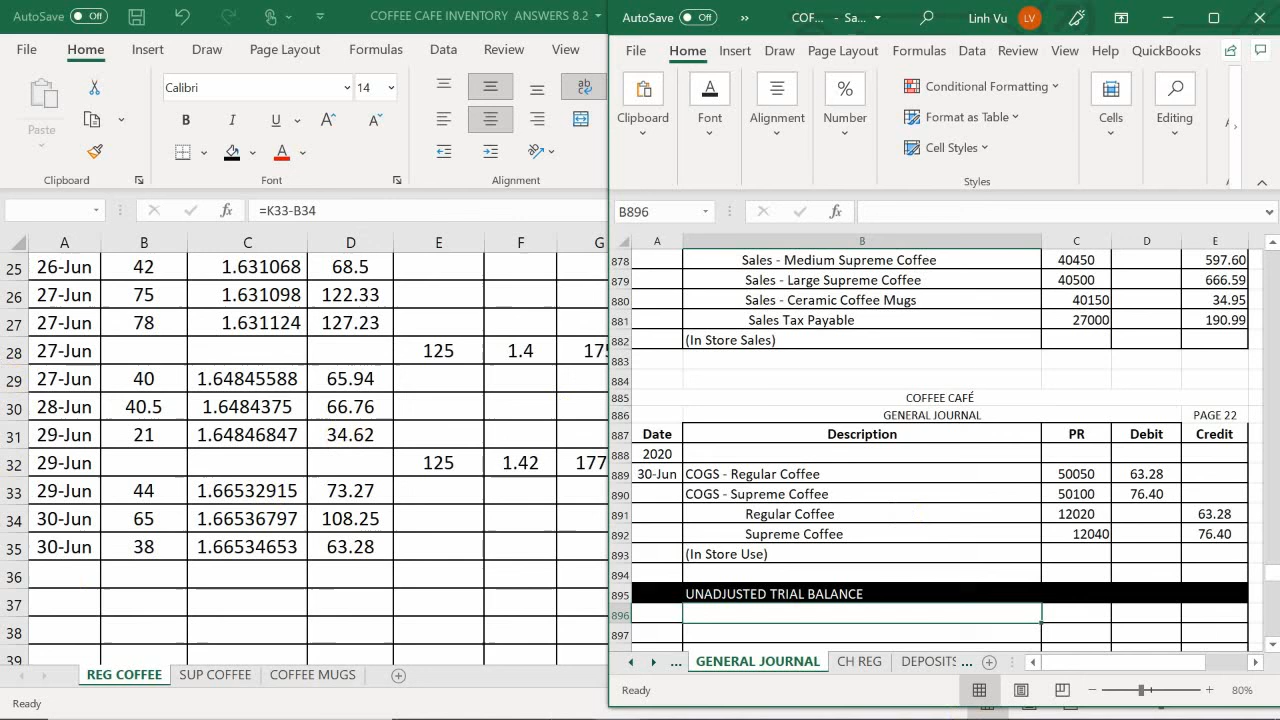 AutoSave Off COFFEE CAFE INVENTORY ANSWERS 8.2
File Home Insert Draw Page Layout Formulas Data Review View
Calibri 14
Paste
B I U A A
A
Clipboard Font Alignment
fx =K33-B34
A B C D E F G
25 26-Jun 42 1.631068 68.5
26 27-Jun 75 1.631098 122.33
27 27-Jun 78 1.631124 127.23
28 27-Jun 125 1.4 175
29 27-Jun 40 1.64845588 65.94
30 28-Jun 40.5 1.6484375 66.76
31 29-Jun 21 1.64846847 34.62
32 29-Jun 125 1.42 177
33 29-Jun 44 1.66532915 73.27
34 30-Jun 65 1.66536797 108.25
35 30-Jun 38 1.66534653 63.28
36
37
38
39
REG COFFEE SUP COFFEE COFFEE MUGS
Ready
AutoSave Off COF... - Sa... Linh Vu LV
File Home Insert Draw Page Layout Formulas Data Review View Help QuickBooks
Clipboard Font Alignment Number Conditional Formatting Format as Table Cell Styles Cells Editing
Styles
B896 fx
A B C D E
878 Sales - Medium Supreme Coffee 40450 597.60
879 Sales - Large Supreme Coffee 40500 666.59
880 Sales - Ceramic Coffee Mugs 40150 34.95
881 Sales Tax Payable 27000 190.99
882 (In Store Sales)
883
884
885 COFFEE CAFÉ
886 GENERAL JOURNAL PAGE 22
887 Date Description PR Debit Credit
888 2020
889 30-Jun COGS - Regular Coffee 50050 63.28
890 COGS - Supreme Coffee 50100 76.40
891 Regular Coffee 12020 63.28
892 Supreme Coffee 12040 76.40
893 (In Store Use)
894
895 UNADJUSTED TRIAL BALANCE
896
897
... GENERAL JOURNAL CH REG DEPOSITS ...
Ready 80%